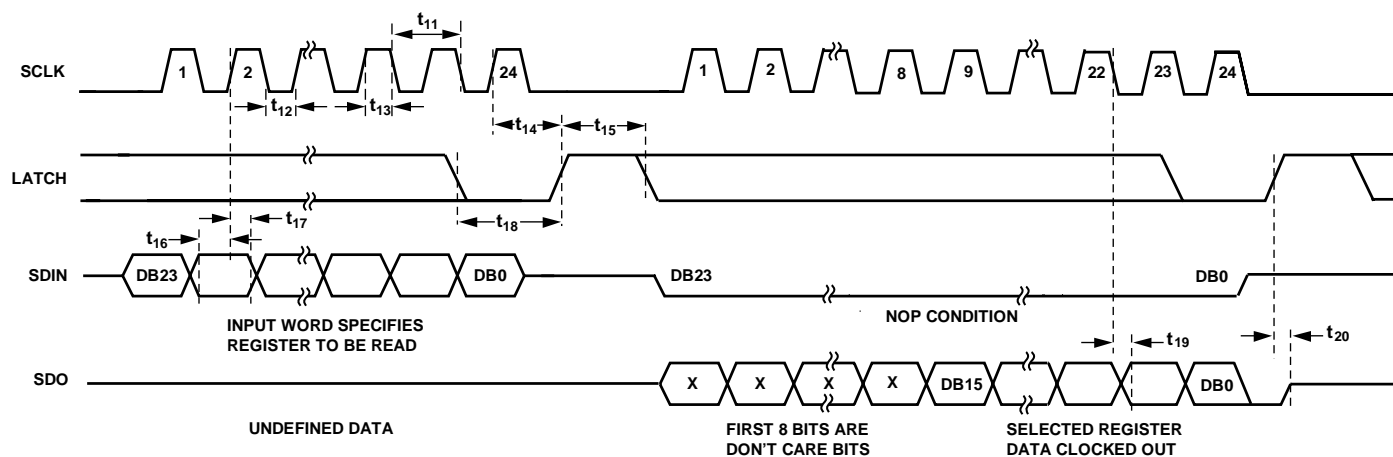 t11
SCLK
1
2
24
1
2
8
9
22
23
24
t12
t13
t14
t15
LATCH
t16
t17
t18
SDIN
DB23
DB0
DB23
DB0
INPUT WORD SPECIFIES
REGISTER TO BE READ
NOP CONDITION
t19
t20
SDO
X
X
X
X
DB15
DB0
UNDEFINED DATA
FIRST 8 BITS ARE
DON'T CARE BITS
SELECTED REGISTER
DATA CLOCKED OUT